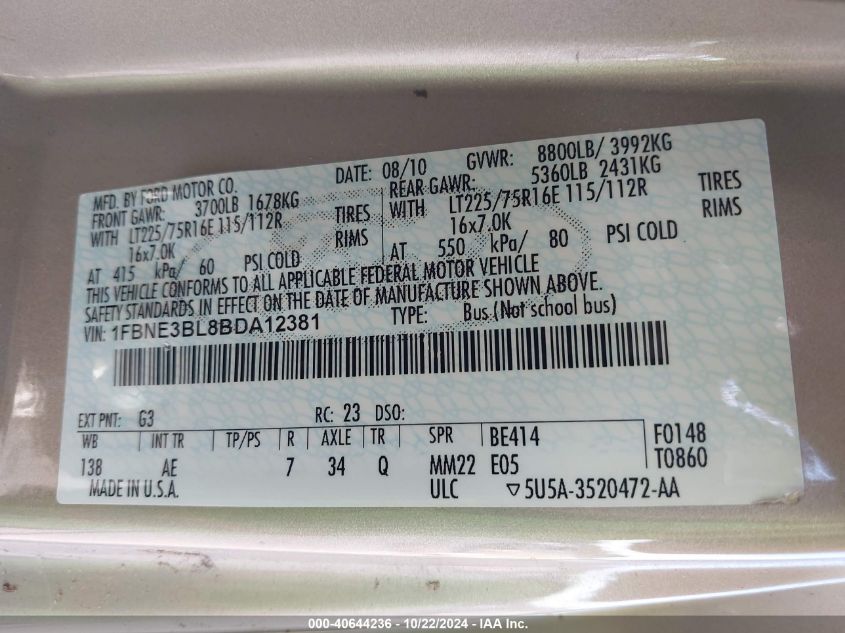 MFD. BY FORD MOTOR CO.
DATE: 08/10 GVWR: 8800LB/ 3992KG
FRONT GAWR: 3700LB 1678KG
REAR GAWR: 5360LB 2431KG
WITH LT225/75R16E 115/112R TIRES
WITH LT225/75R16E 115/112R TIRES
16x7.0K RIMS
16x7.0K RIMS
AT 415 kPa/ 60 PSI COLD
AT 550 kPa/ 80 PSI COLD
THIS VEHICLE CONFORMS TO ALL APPLICABLE FEDERAL MOTOR VEHICLE
SAFETY STANDARDS IN EFFECT ON THE DATE OF MANUFACTURE SHOWN ABOVE.
VIN: 1FBNE3BL8BDA12381 TYPE: Bus (Not school bus)
EXT PNT: G3 RC: 23 DSO:
WB INT TR TP/PS R AXLE TR SPR BE414 F0148
138 AE 7 34 Q MM22 E05 T0860
MADE IN U.S.A. ULC ▽5U5A-3520472-AA
000-40644236 - 10/22/2024 - IAA Inc.